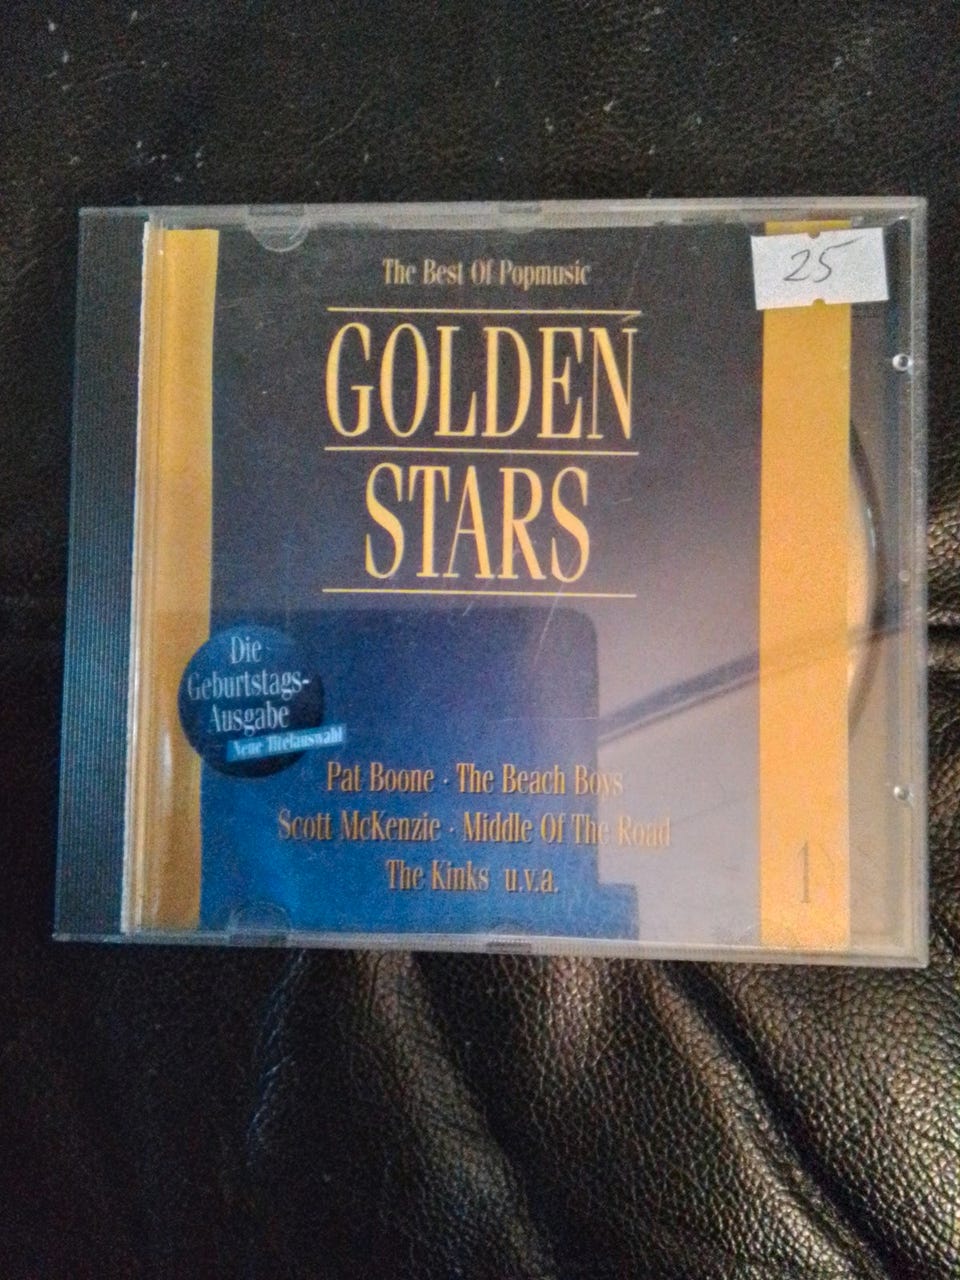 The Best Of Popmusic
25
GOLDEN
STARS
Die
Geburtstags-
Ausgabe
Neue Titelauswahl
Pat Boone · The Beach Boys
Scott McKenzie · Middle Of The Road
The Kinks u.v.a.
1